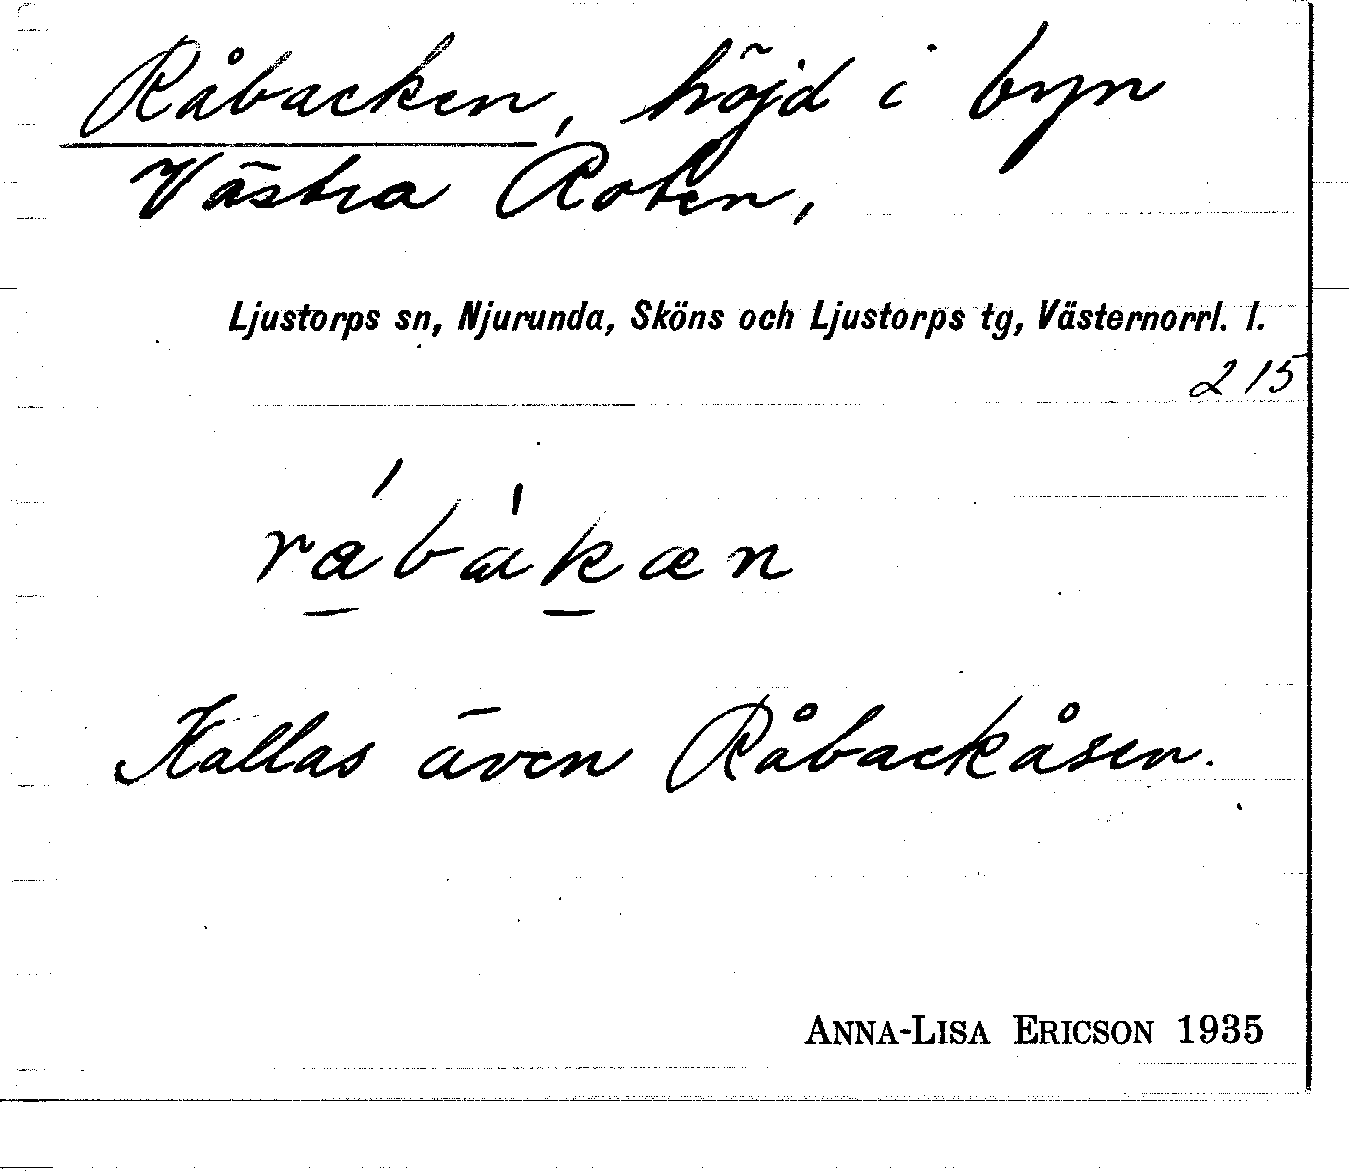 Råbacken, höjd i byn
Västra Roten,
Ljustorps sn, Njurunda, Sköns och Ljustorps tg, Västernorrl. l.
215
Kallas även Råbackåsen.
ANNA-LISA ERICSON 1935